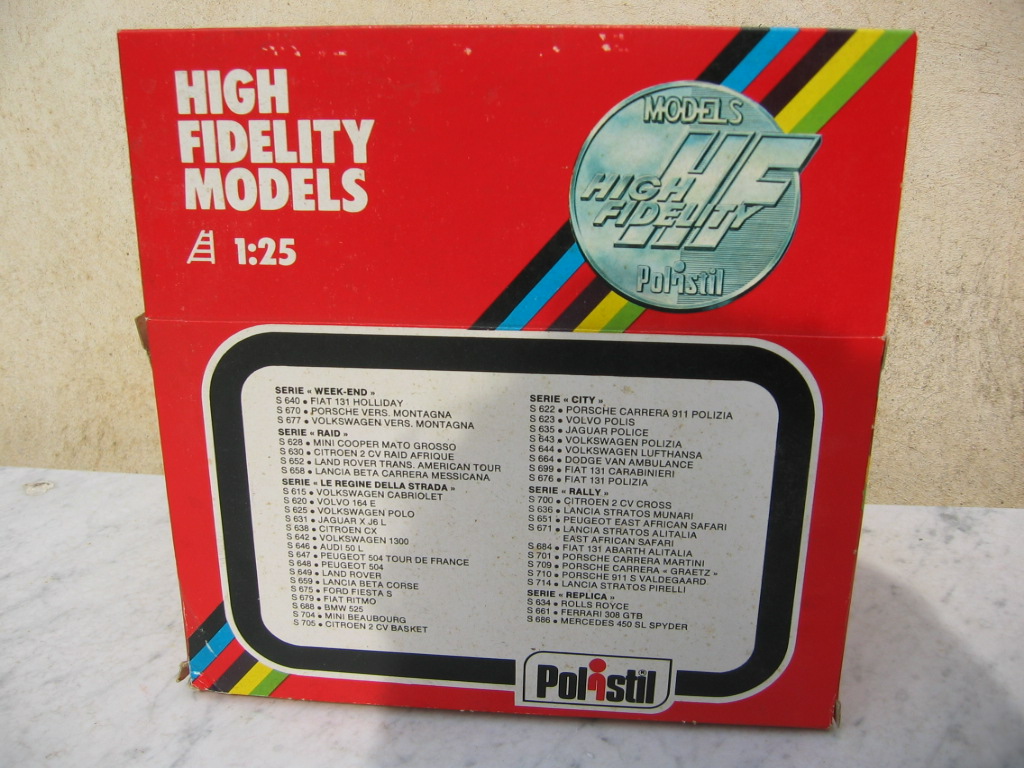 HIGH
FIDELITY
MODELS
1:25
MODELS
HF
HIGH
FIDELITY
Polistil
SERIE « WEEK-END »
S 640 • FIAT 131 HOLLIDAY
S 670 • PORSCHE VERS. MONTAGNA
S 677 • VOLKSWAGEN VERS. MONTAGNA
SERIE « RAID »
S 628 • MINI COOPER MATO GROSSO
S 630 • CITROEN 2 CV RAID AFRIQUE
S 652 • LAND ROVER TRANS. AMERICAN TOUR
S 658 • LANCIA BETA CARRERA MESSICANA
SERIE « LE REGINE DELLA STRADA »
S 615 • VOLKSWAGEN CABRIOLET
S 620 • VOLVO 164 E
S 625 • VOLKSWAGEN POLO
S 631 • JAGUAR X J6 L
S 638 • CITROEN CX
S 642 • VOLKSWAGEN 1300
S 646 • AUDI 50 L
S 647 • PEUGEOT 504 TOUR DE FRANCE
S 648 • PEUGEOT 504
S 649 • LAND ROVER
S 659 • LANCIA BETA CORSE
S 675 • FORD FIESTA S
S 679 • FIAT RITMO
S 688 • BMW 525
S 704 • MINI BEAUBOURG
S 705 • CITROEN 2 CV BASKET
SERIE « CITY »
S 622 • PORSCHE CARRERA 911 POLIZIA
S 623 • VOLVO POLIS
S 635 • JAGUAR POLICE
S 643 • VOLKSWAGEN POLIZIA
S 644 • VOLKSWAGEN LUFTHANSA
S 664 • DODGE VAN AMBULANCE
S 699 • FIAT 131 CARABINIERI
S 676 • FIAT 131 POLIZIA
SERIE « RALLY »
S 700 • CITROEN 2 CV CROSS
S 636 • LANCIA STRATOS MUNARI
S 651 • PEUGEOT EAST AFRICAN SAFARI
S 671 • LANCIA STRATOS ALITALIA
EAST AFRICAN SAFARI
S 684 • FIAT 131 ABARTH ALITALIA
S 701 • PORSCHE CARRERA MARTINI
S 709 • PORSCHE CARRERA « GRAETZ »
S 710 • PORSCHE 911 S VALDEGAARD
S 714 • LANCIA STRATOS PIRELLI
SERIE « REPLICA »
S 634 • ROLLS ROYCE
S 661 • FERRARI 308 GTB
S 686 • MERCEDES 450 SL SPYDER
Polistil